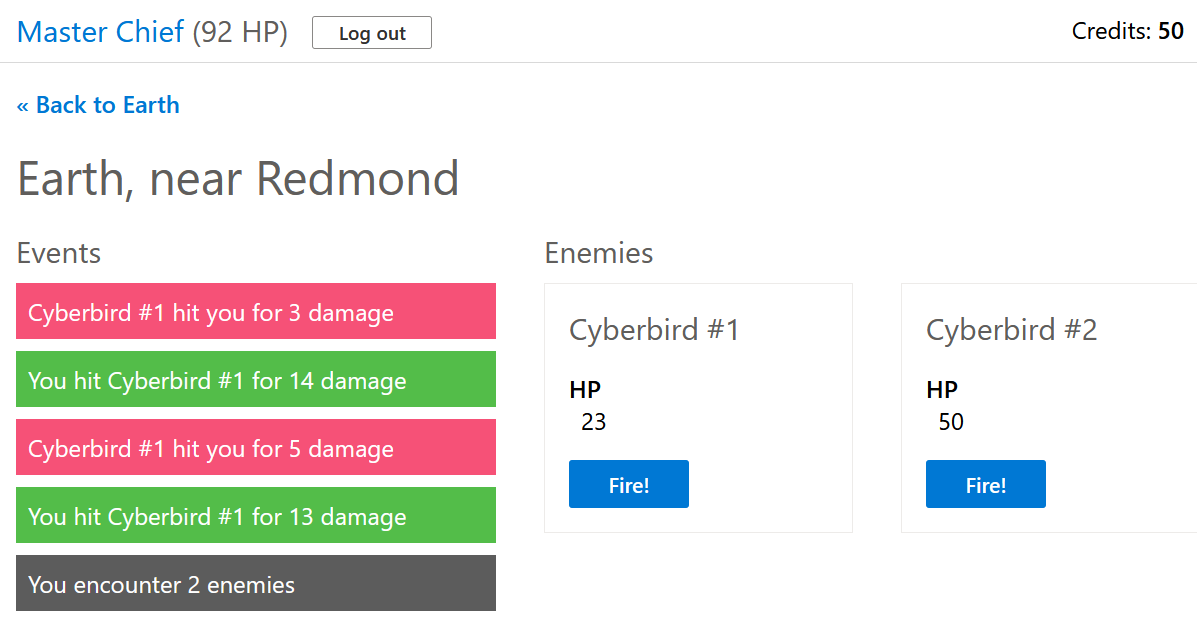 Master Chief (92 HP) Log out Credits: 50
« Back to Earth
Earth, near Redmond
Events
Cyberbird #1 hit you for 3 damage
You hit Cyberbird #1 for 14 damage
Cyberbird #1 hit you for 5 damage
You hit Cyberbird #1 for 13 damage
You encounter 2 enemies
Enemies
Cyberbird #1
HP
23
Fire!
Cyberbird #2
HP
50
Fire!